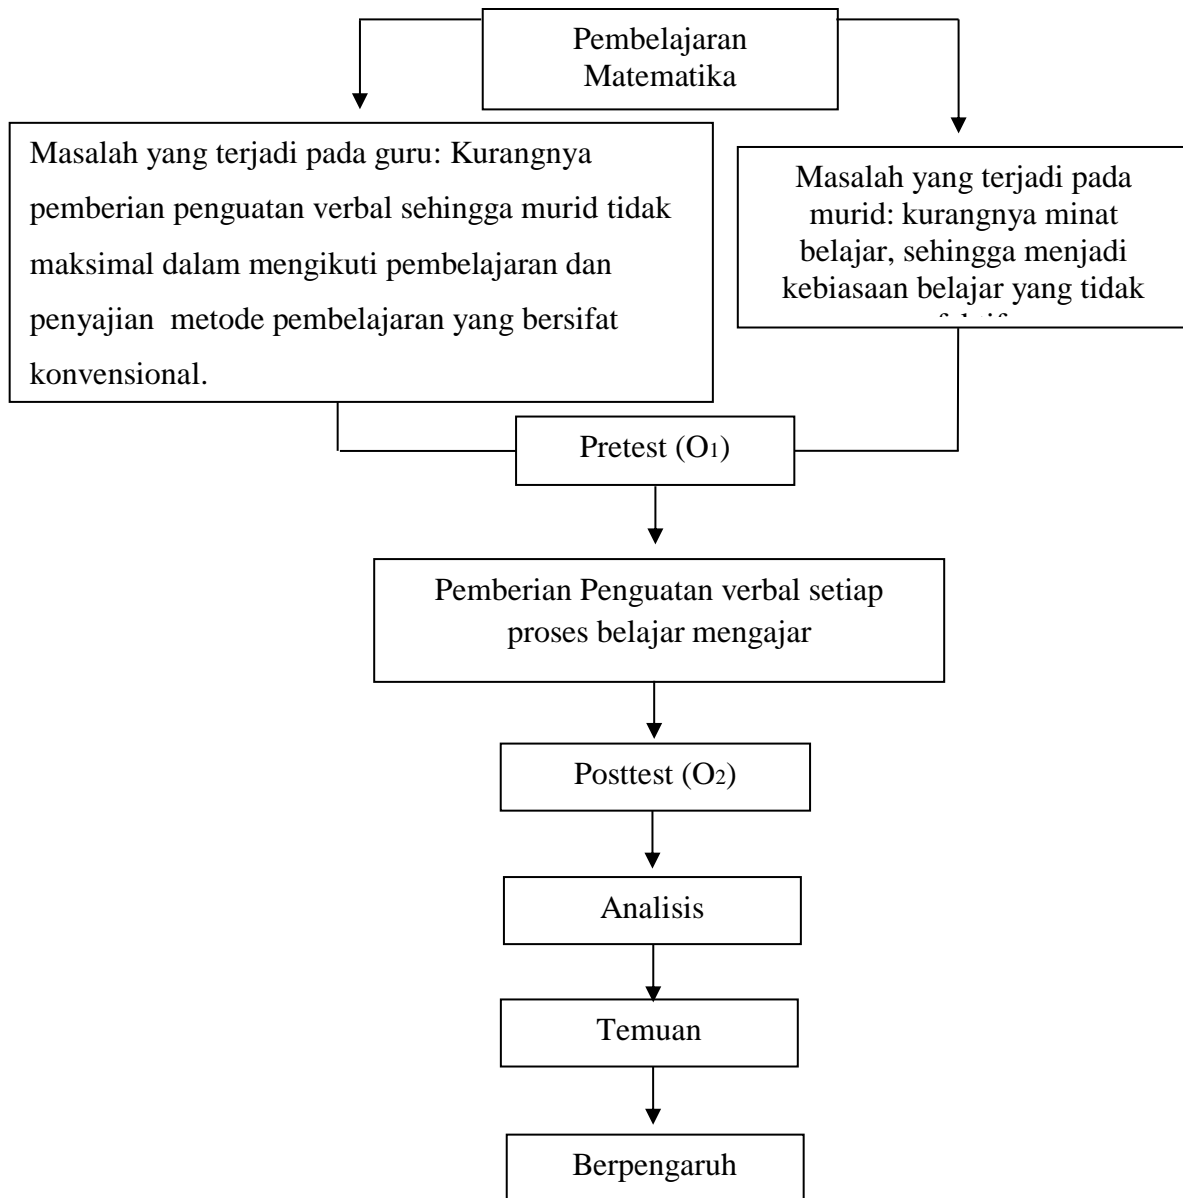 Pembelajaran
Matematika
Masalah yang terjadi pada guru: Kurangnya
pemberian penguatan verbal sehingga murid tidak
maksimal dalam mengikuti pembelajaran dan
penyajian metode pembelajaran yang bersifat
konvensional.
Masalah yang terjadi pada
murid: kurangnya minat
belajar, sehingga menjadi
kebiasaan belajar yang tidak
Pretest (O1)
Pemberian Penguatan verbal setiap
proses belajar mengajar
Posttest (O2)
Analisis
Temuan
Berpengaruh